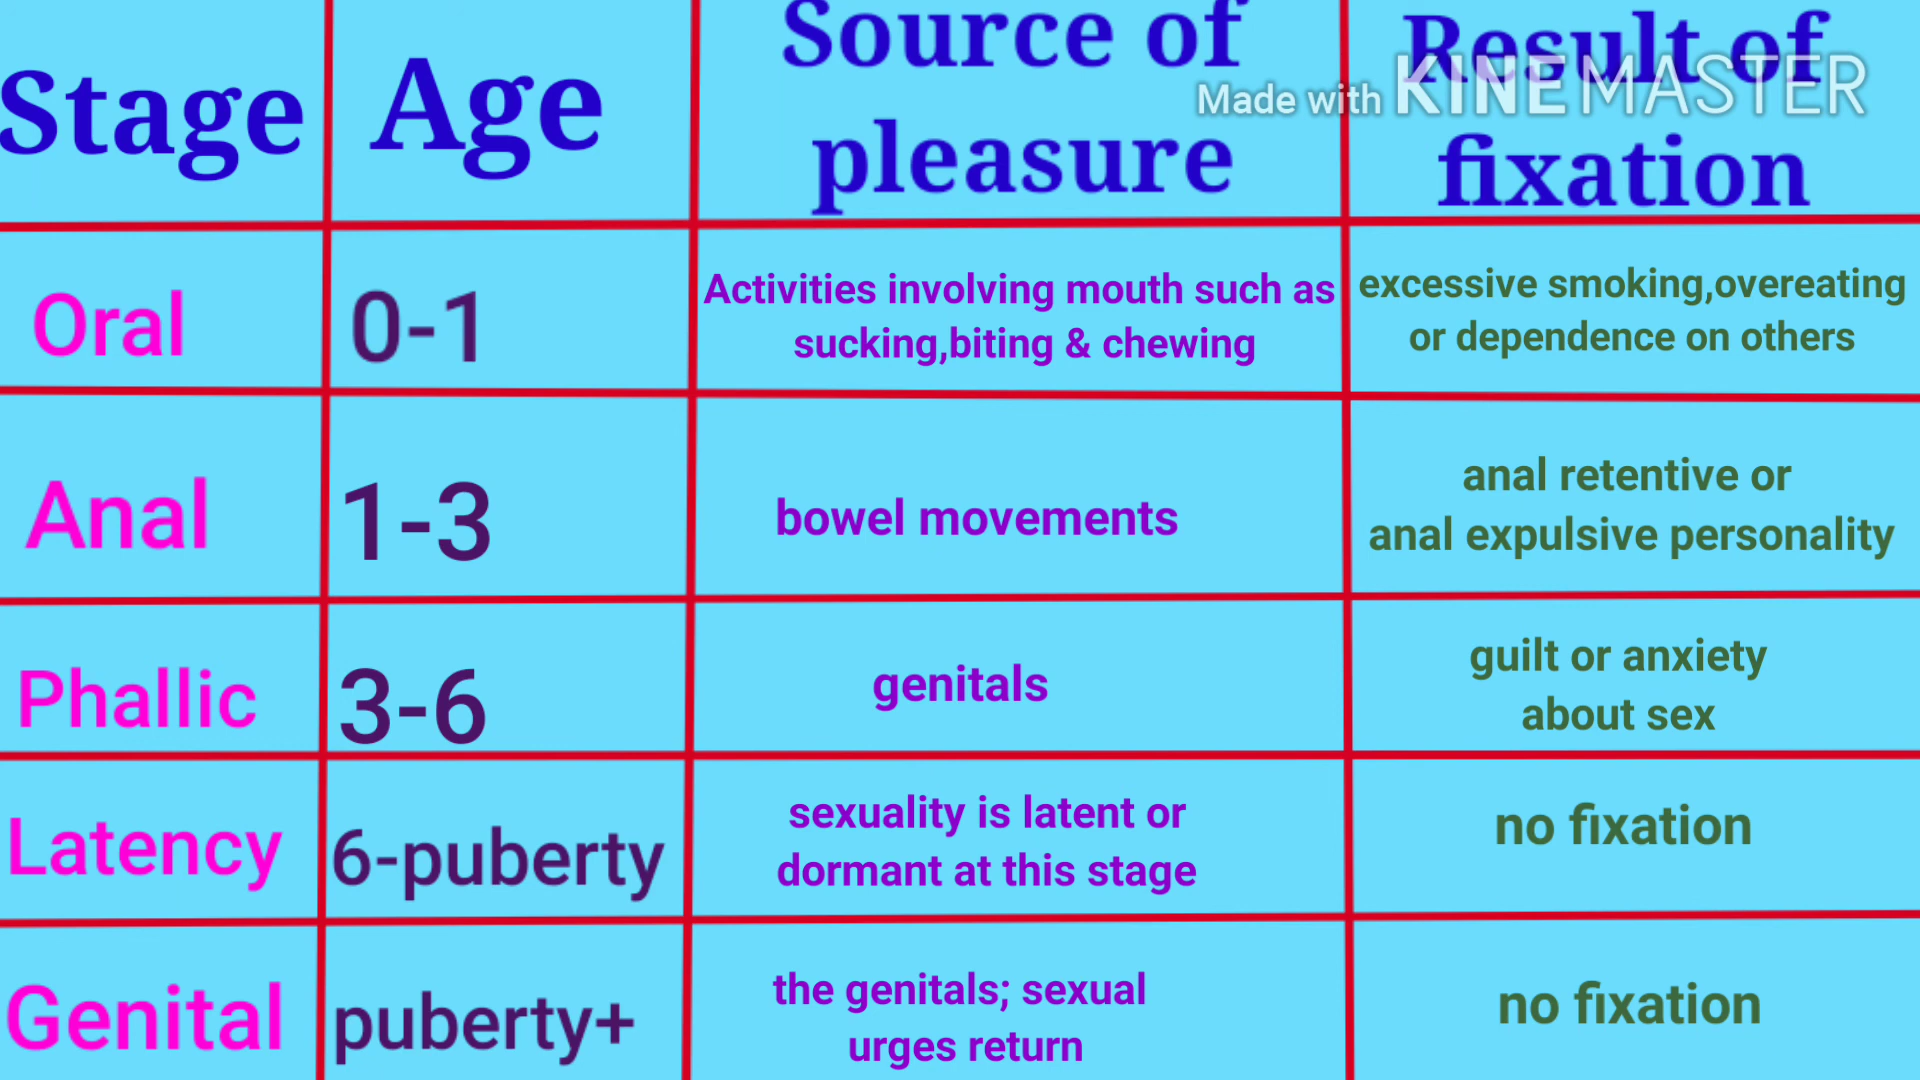 Stage
Age
Source of
pleasure
Result of
fixation
Made with KINEMASTER
Oral
0-1
Activities involving mouth such as
sucking,biting & chewing
excessive smoking,overeating
or dependence on others
Anal
1-3
bowel movements
anal retentive or
anal expulsive personality
Phallic
3-6
genitals
guilt or anxiety
about sex
Latency
6-puberty
sexuality is latent or
dormant at this stage
no fixation
Genital
puberty+
the genitals; sexual
urges return
no fixation